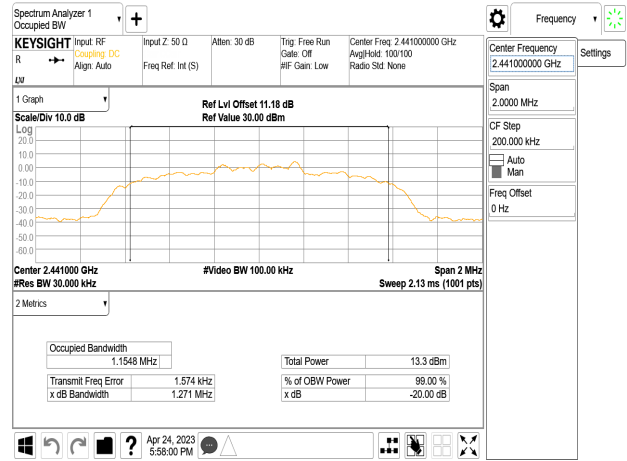 Spectrum Analyzer 1
Occupied BW
KEYSIGHT
R
Input: RF
Coupling: DC
Align: Auto
Input Z: 50 Ω
Freq Ref: Int (S)
Atten: 30 dB
Trig: Free Run
Gate: Off
#IF Gain: Low
Center Freq: 2.441000000 GHz
Avg|Hold: 100/100
Radio Std: None
1 Graph
Scale/Div 10.0 dB
Ref Lvl Offset 11.18 dB
Ref Value 30.00 dBm
Log
20.0
10.0
0.00
-10.0
-20.0
-30.0
-40.0
-50.0
-60.0
Center 2.441000 GHz
#Video BW 100.00 kHz
Span 2 MHz
#Res BW 30.000 kHz
Sweep 2.13 ms (1001 pts)
2 Metrics
Occupied Bandwidth
1.1548 MHz
Total Power 13.3 dBm
Transmit Freq Error 1.574 kHz
% of OBW Power 99.00 %
x dB Bandwidth 1.271 MHz
x dB -20.00 dB
?
Apr 24, 2023
5:58:00 PM
Frequency
Settings
Center Frequency
2.441000000 GHz
Span
2.0000 MHz
CF Step
200.000 kHz
Auto
Man
Freq Offset
0 Hz